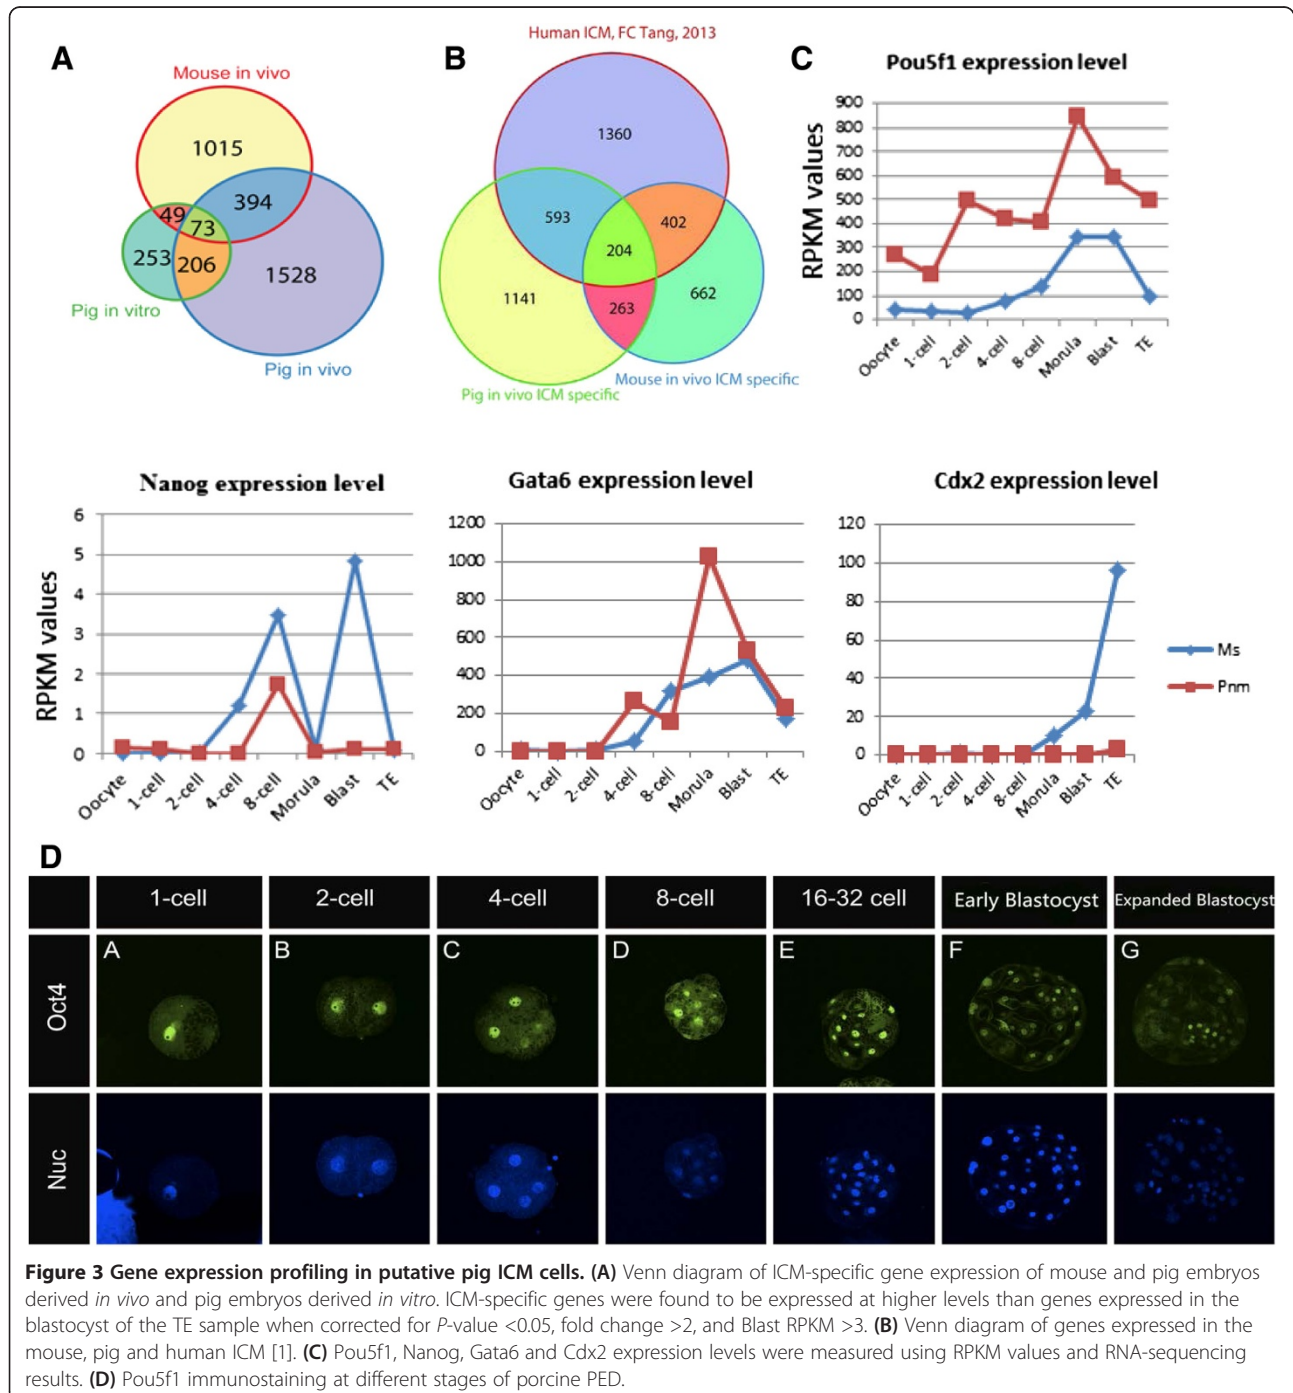 A
Mouse in vivo
1015
394
49
73
253
206
1528
Pig in vitro
Pig in vivo
B
Human ICM, FC Tang, 2013
1360
593
402
204
1141
263
662
Mouse in vivo ICM specific
Pig in vivo ICM specific
C
Pou5f1 expression level
RPKM values
900
800
700
600
500
400
300
200
100
0
Oocyte
1-cell
2-cell
4-cell
8-cell
Morula
Blast
TE
Nanog expression level
RPKM values
6
5
4
3
2
1
0
Oocyte
1-cell
2-cell
4-cell
8-cell
Morula
Blast
TE
Gata6 expression level
1200
1000
800
600
400
200
0
Oocyte
1-cell
2-cell
4-cell
8-cell
Morula
Blast
TE
Cdx2 expression level
120
100
80
60
40
20
0
Oocyte
1-cell
2-cell
4-cell
8-cell
Morula
Blast
TE
Ms
Pnm
D
1-cell
2-cell
4-cell
8-cell
16-32 cell
Early Blastocyst
Expanded Blastocyst
Oct4
A
B
C
D
E
F
G
Nuc
Figure 3 Gene expression profiling in putative pig ICM cells. (A) Venn diagram of ICM-specific gene expression of mouse and pig embryos
derived in vivo and pig embryos derived in vitro. ICM-specific genes were found to be expressed at higher levels than genes expressed in the
blastocyst of the TE sample when corrected for P-value <0.05, fold change >2, and Blast RPKM >3. (B) Venn diagram of genes expressed in the
mouse, pig and human ICM [1]. (C) Pou5f1, Nanog, Gata6 and Cdx2 expression levels were measured using RPKM values and RNA-sequencing
results. (D) Pou5f1 immunostaining at different stages of porcine PED.